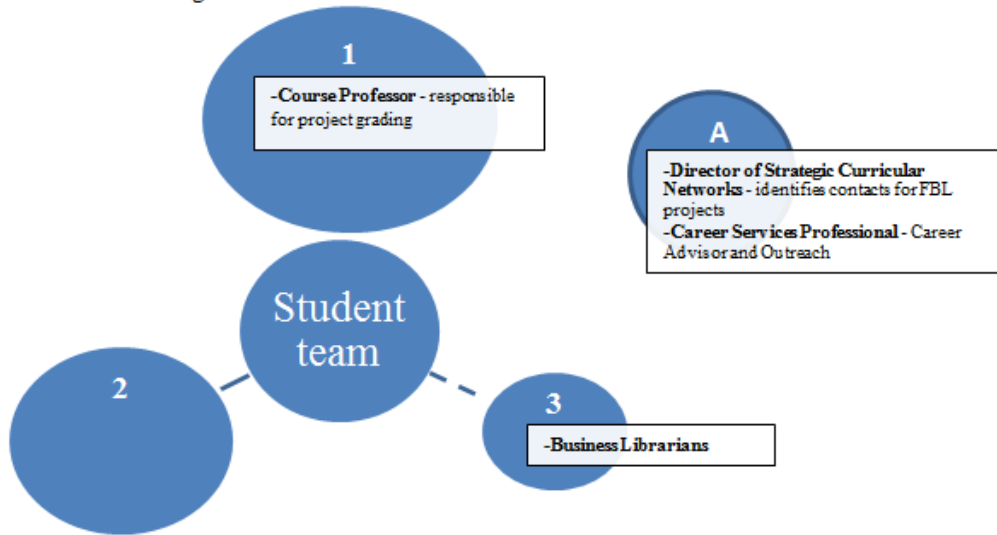 1
-Course Professor - responsible
for project grading
A
-Director of Strategic Curricular
Networks - identifies contacts for FBL
projects
-Career Services Professional - Career
Advisor and Outreach
Student
team
2
3
-Business Librarians